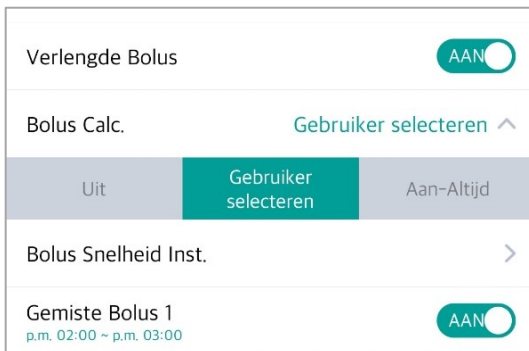 Verlengde Bolus AAN
Bolus Calc. Gebruiker selecteren
Uit Gebruiker selecteren Aan-Altijd
Bolus Snelheid Inst.
Gemiste Bolus 1 AAN
p.m. 02:00 ~ p.m. 03:00